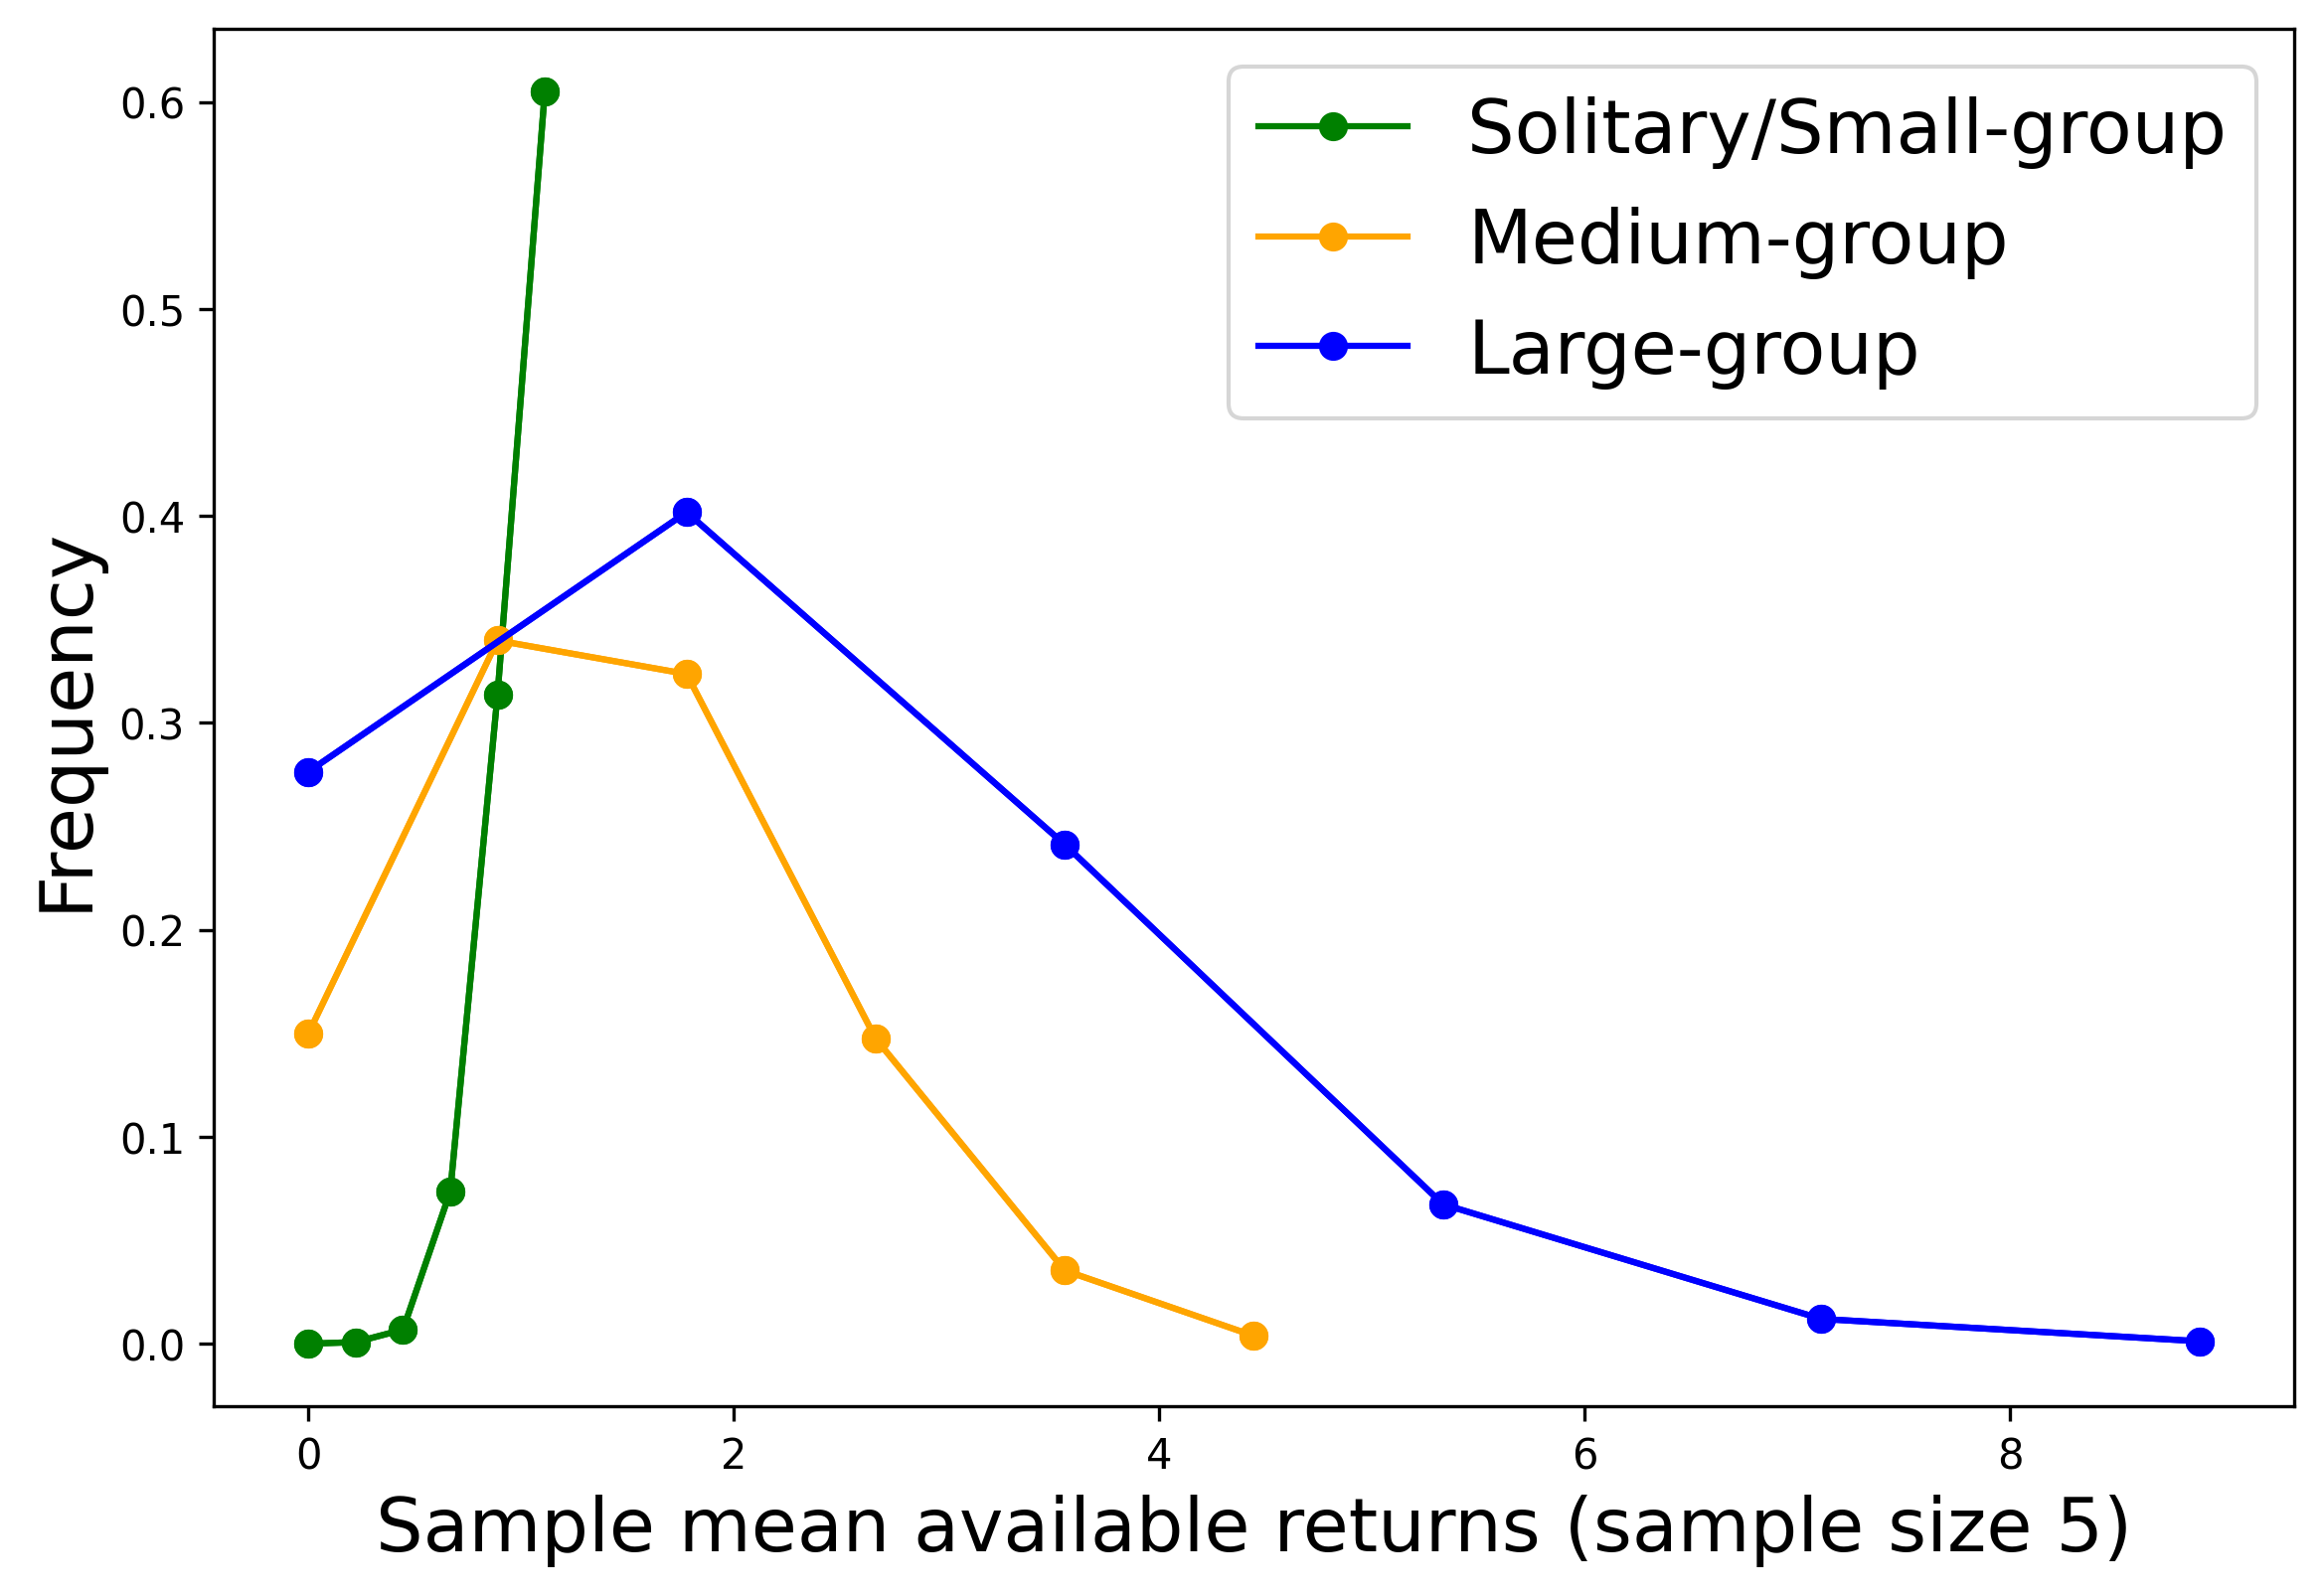 Solitary/Small-group
Medium-group
Large-group
Frequency
0.6
0.5
0.4
0.3
0.2
0.1
0.0
0 2 4 6 8
Sample mean available returns (sample size 5)